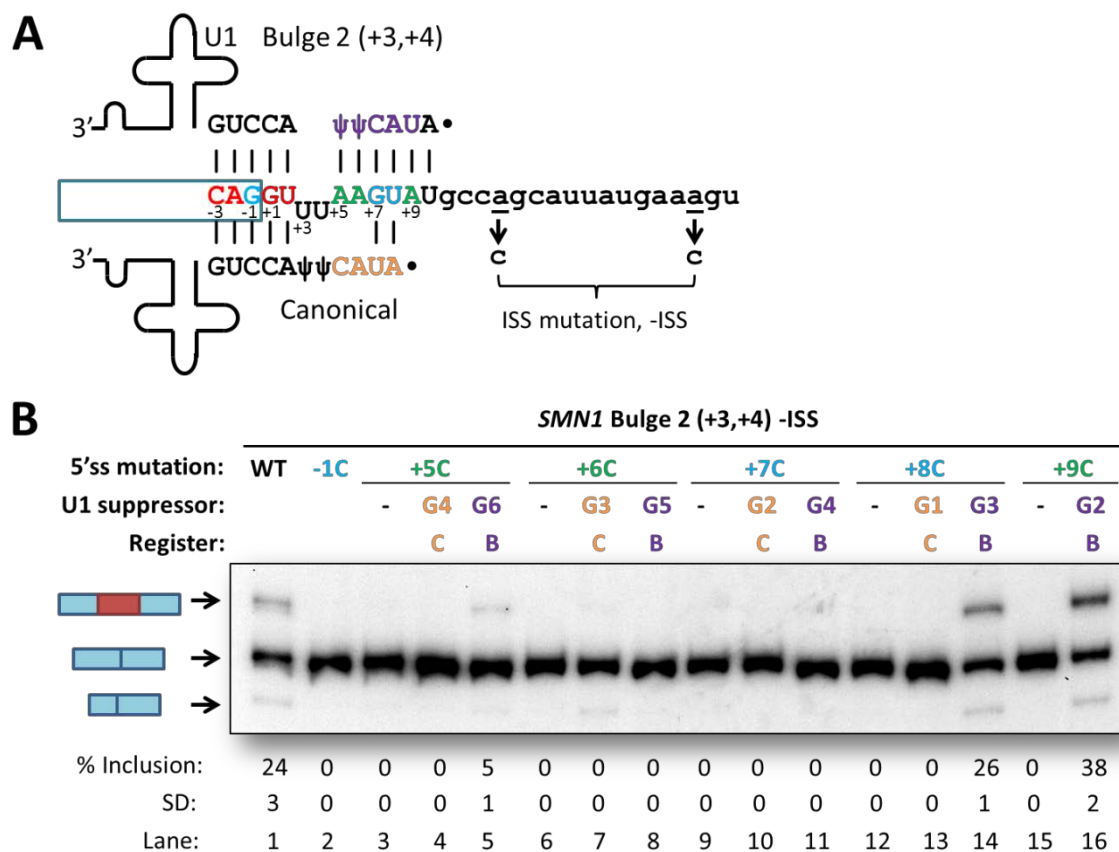 A
U1 Bulge 2 (+3,+4)
GUCCA ψψCAUA•
3’
CAGGUUUAAGUAUgccagcauuaugaaagu
-3 -1 +1 +3 +5 +7 +9
3’
GUCCAψψCAUA•
c c
Canonical
ISS mutation, -ISS
B
SMN1 Bulge 2 (+3,+4) -ISS
5’ss mutation: WT -1C +5C +6C +7C +8C +9C
U1 suppressor: - G4 G6 - G3 G5 - G2 G4 - G1 G3 - G2
Register: C B C B C B C B B
% Inclusion: 24 0 0 0 5 0 0 0 0 0 0 0 0 26 0 38
SD: 3 0 0 0 1 0 0 0 0 0 0 0 0 1 0 2
Lane: 1 2 3 4 5 6 7 8 9 10 11 12 13 14 15 16